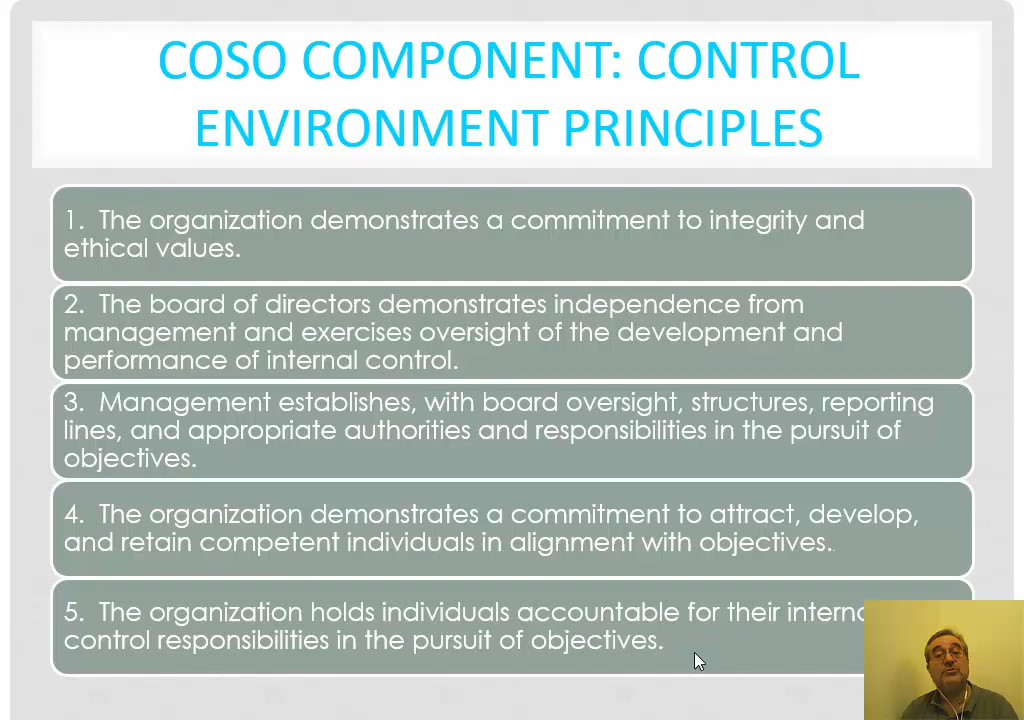 COSO COMPONENT: CONTROL
ENVIRONMENT PRINCIPLES
1. The organization demonstrates a commitment to integrity and
ethical values.
2. The board of directors demonstrates independence from
management and exercises oversight of the development and
performance of internal control.
3. Management establishes, with board oversight, structures, reporting
lines, and appropriate authorities and responsibilities in the pursuit of
objectives.
4. The organization demonstrates a commitment to attract, develop,
and retain competent individuals in alignment with objectives..
5. The organization holds individuals accountable for their
control responsibilities in the pursuit of objectives.